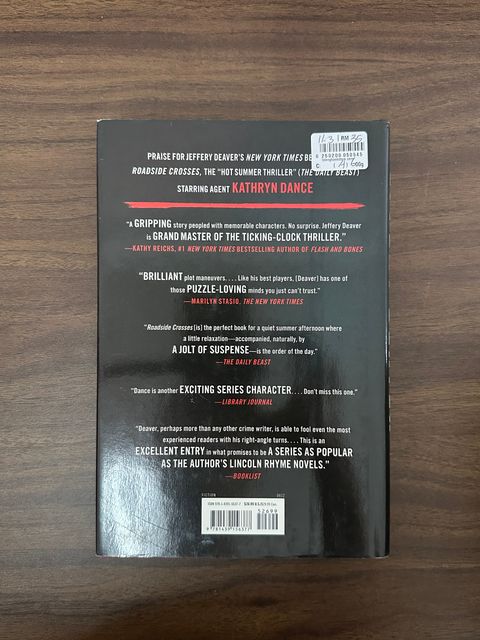 PRAISE FOR JEFFERY DEAVER'S NEW YORK TIMES
ROADSIDE CROSSES, THE "HOT SUMMER THRILLER" (THE DAILY BEAST)
STARRING AGENT KATHRYN DANCE
RM 35
"A GRIPPING story peopled with memorable characters. No surprise. Jeffery Deaver
is GRAND MASTER OF THE TICKING-CLOCK THRILLER."
—KATHY REICHS, #1 NEW YORK TIMES BESTSELLING AUTHOR OF FLASH AND BONES
"BRILLIANT plot maneuvers. . . . Like his best players, [Deaver] has one of
those PUZZLE-LOVING minds you just can't trust."
—MARILYN STASIO, THE NEW YORK TIMES
"Roadside Crosses [is] the perfect book for a quiet summer afternoon where
a little relaxation—accompanied, naturally, by
A JOLT OF SUSPENSE—is the order of the day."
—THE DAILY BEAST
"Dance is another EXCITING SERIES CHARACTER. . . . Don't miss this one."
—LIBRARY JOURNAL
"Deaver, perhaps more than any other crime writer, is able to fool even the most
experienced readers with his right-angle turns. . . . This is an
EXCELLENT ENTRY in what promises to be A SERIES AS POPULAR
AS THE AUTHOR'S LINCOLN RHYME NOVELS."
—BOOKLIST
FICTION
52699